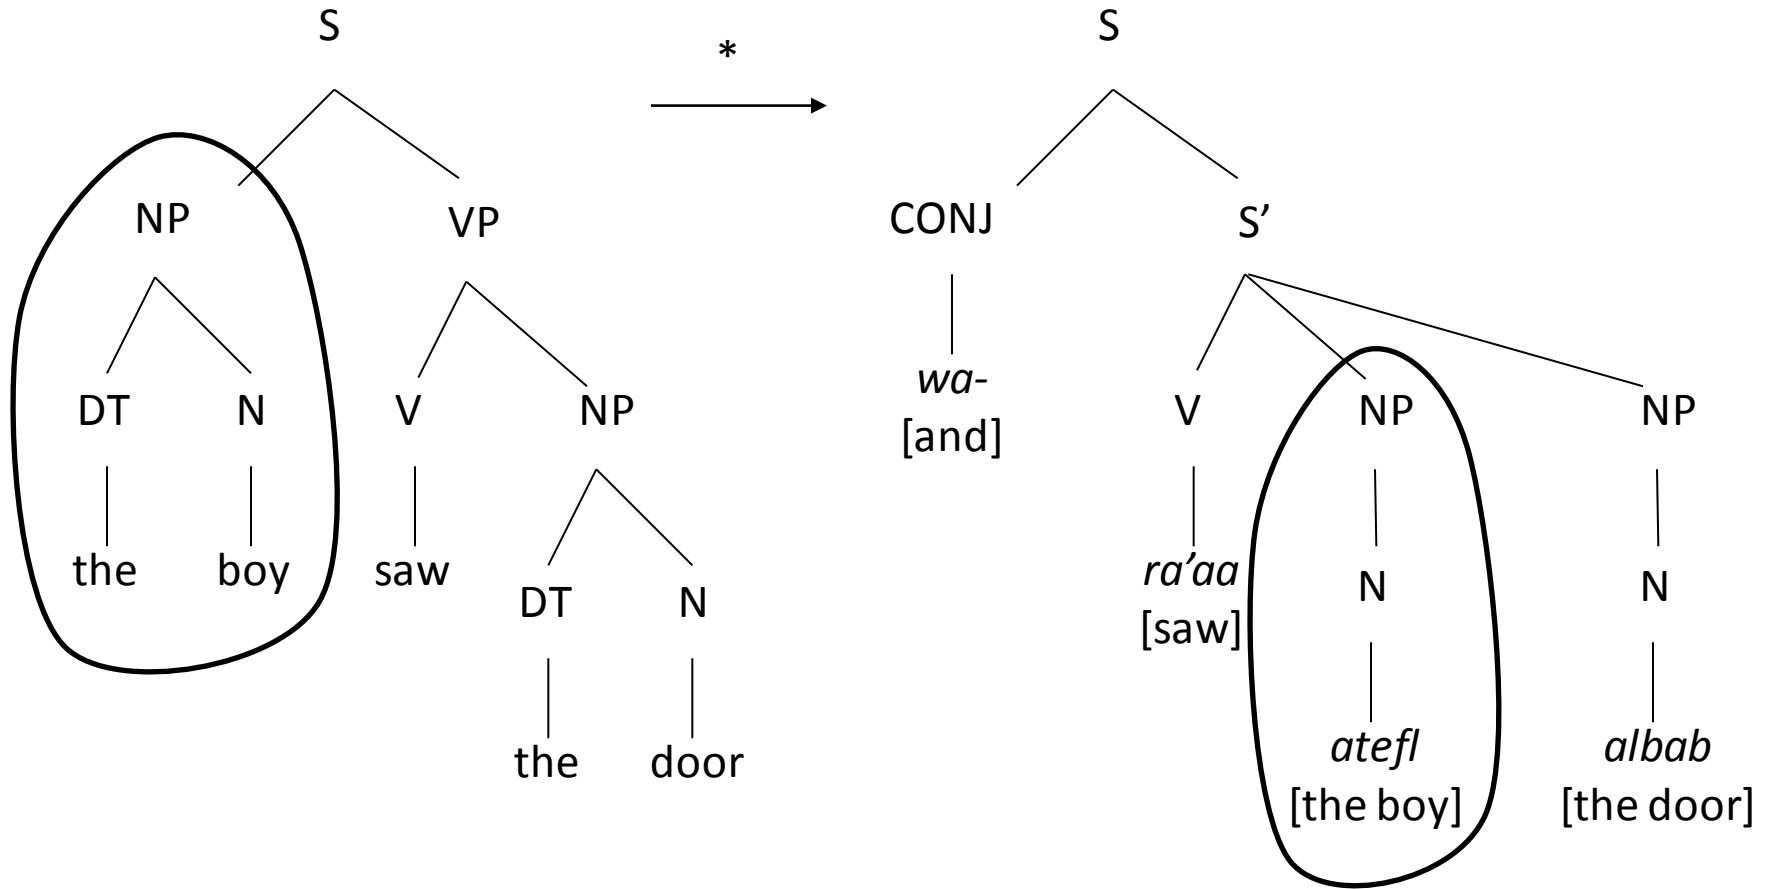 S * S
NP VP CONJ S’
wa-
DT N V NP [and] V NP NP
the boy saw ra’aa
DT N [saw] N N
the door atefl albab
[the boy] [the door]